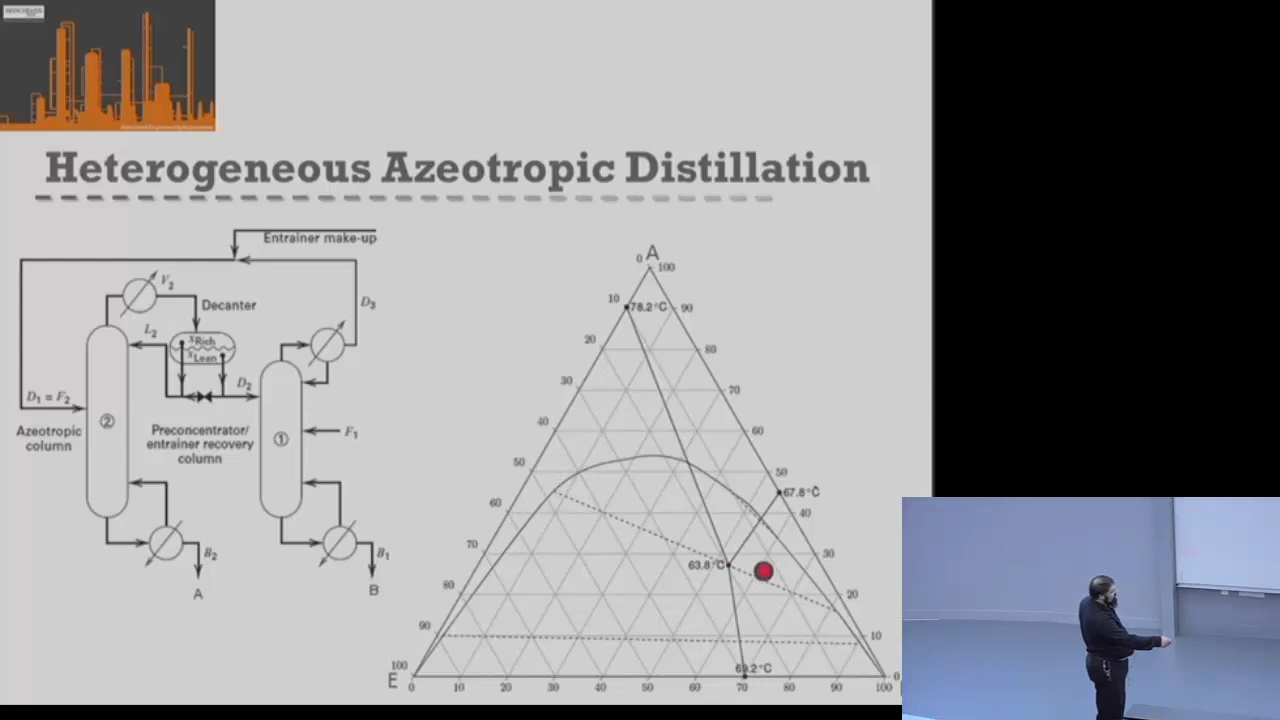 MANCHESTER
Heterogeneous Azeotropic Distillation
Entrainer make-up
V2
Decanter
D3
L2
xRich
xLean
D2
D1 = F2
Azeotropic
column
②
Preconcentrator/
entrainer recovery
column
①
F1
B2
B1
A
B
A
0
100
10
78.2°C
90
20
80
30
70
40
60
50
50
67.8°C
60
40
70
63.8°C
30
80
20
90
10
100
69.2°C
0
E
0
10
20
30
40
50
60
70
80
90
100